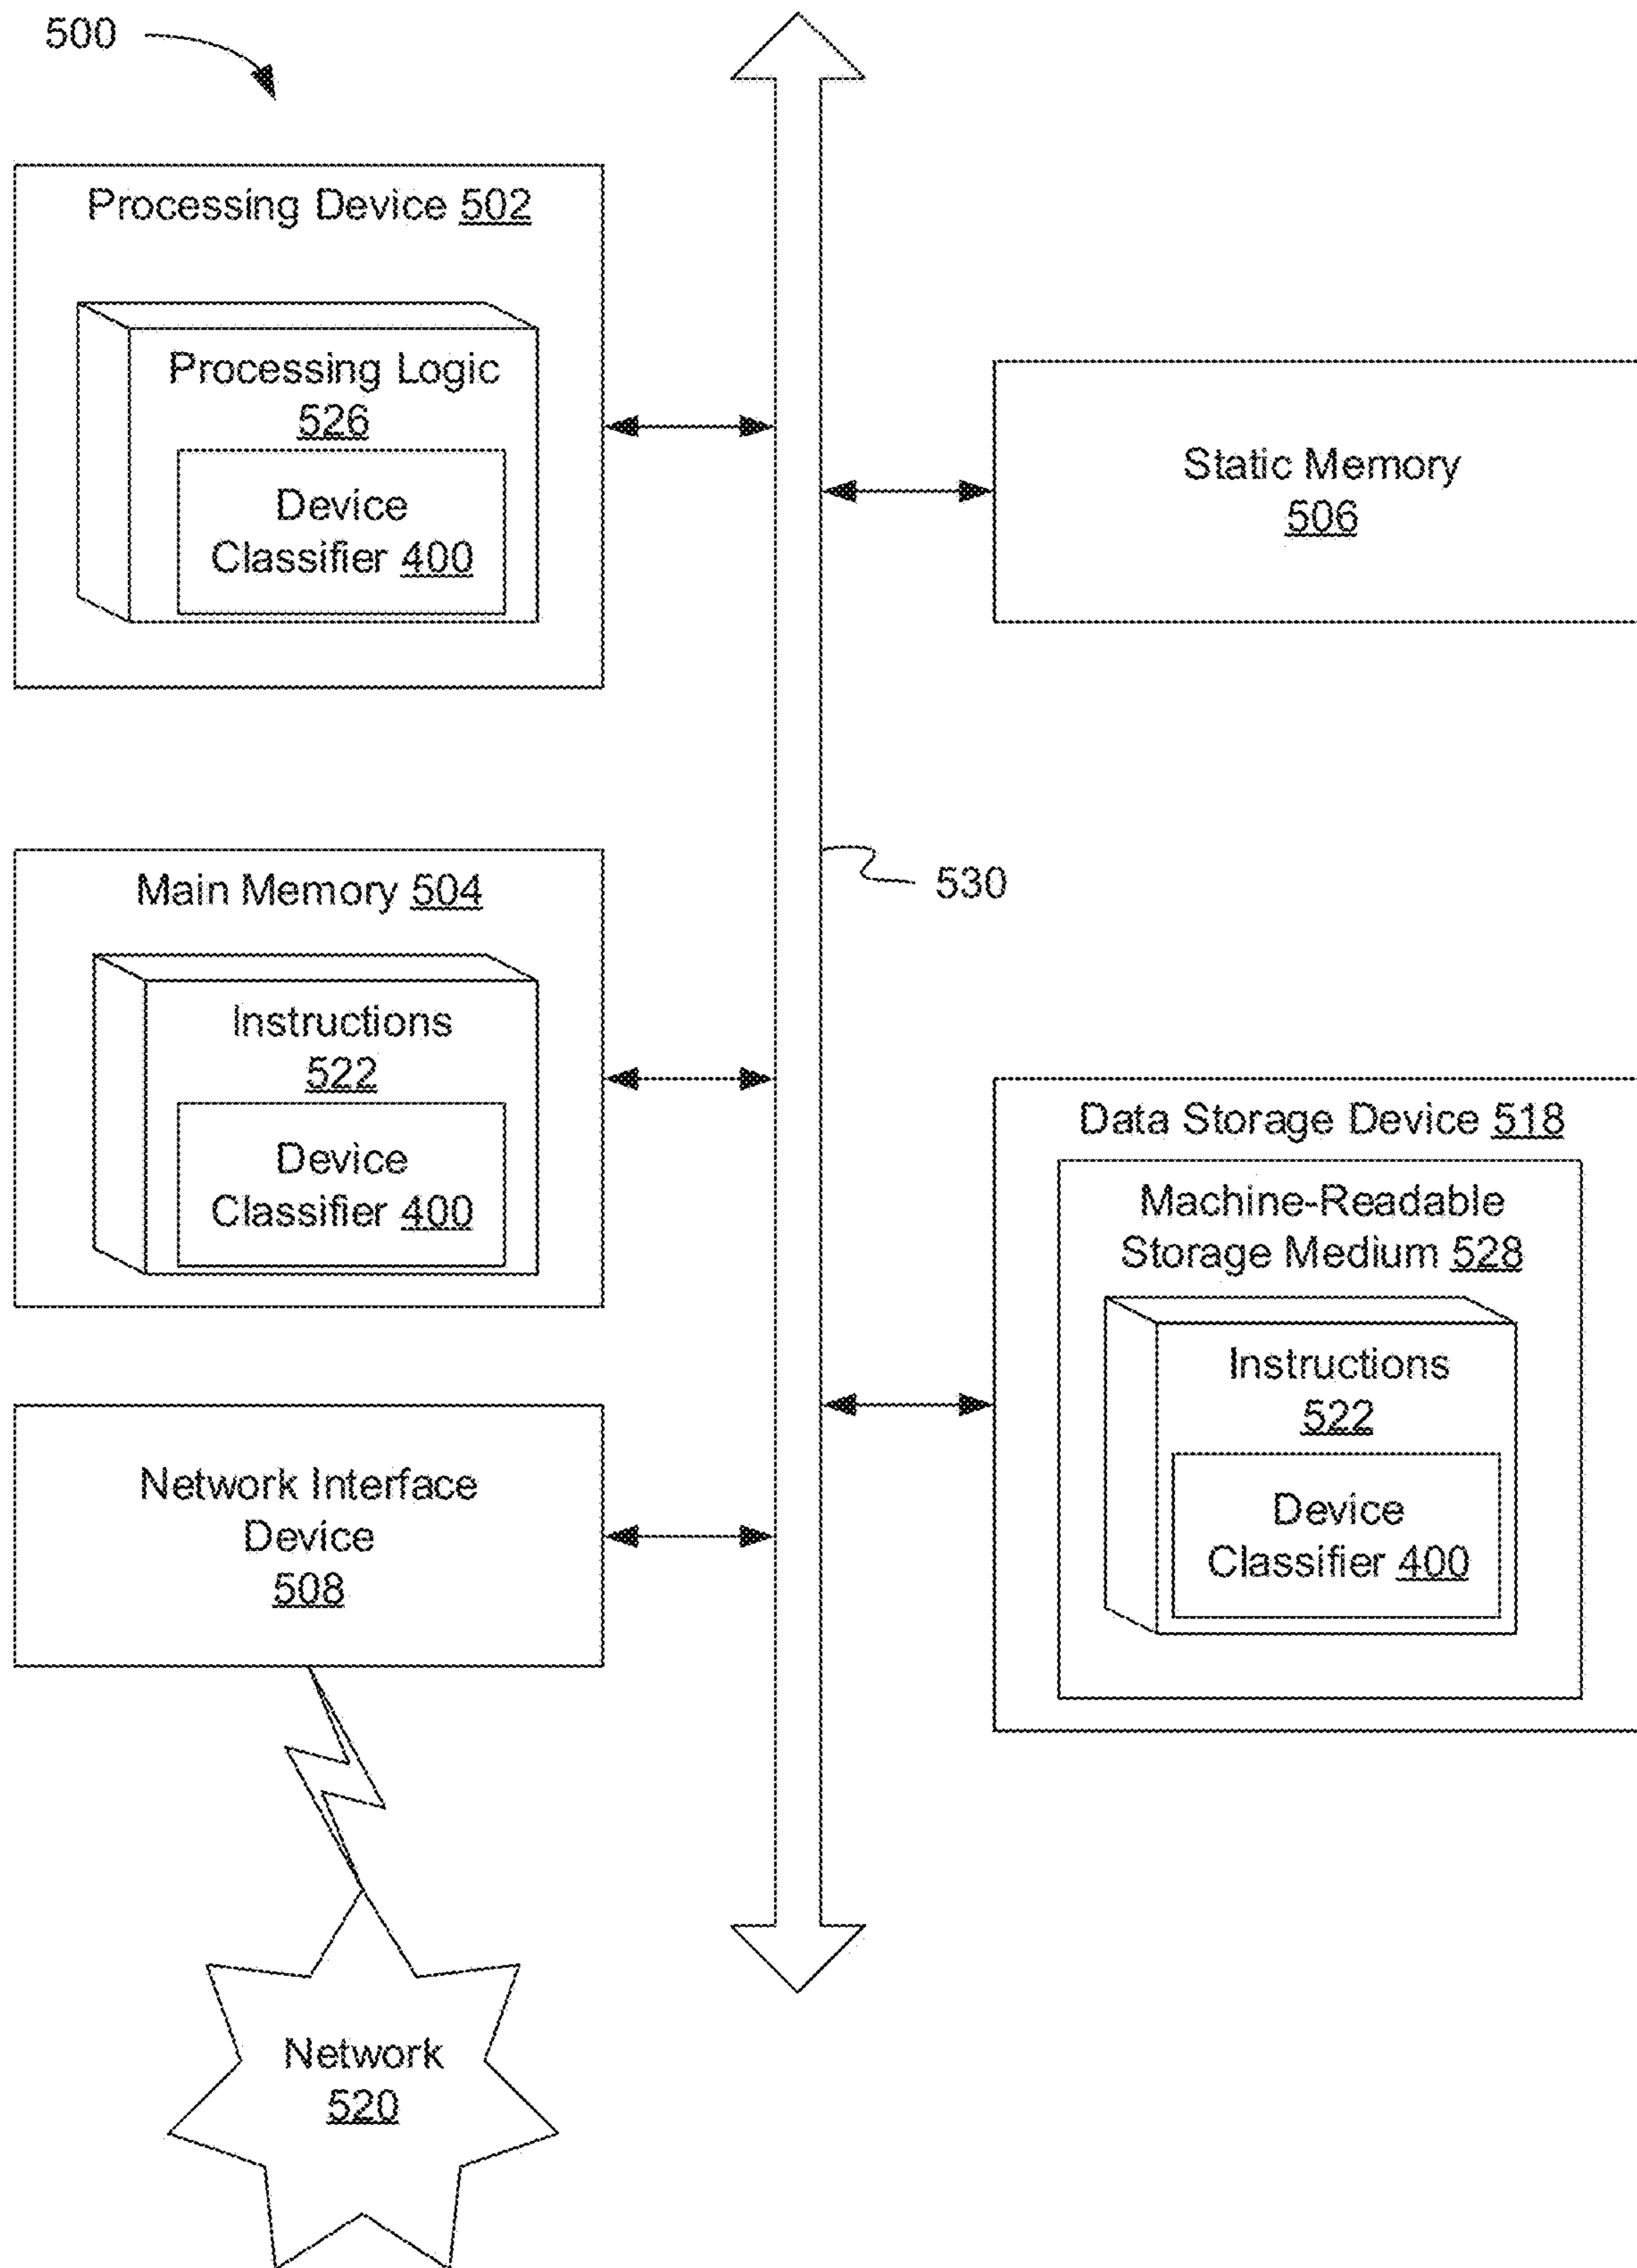 500
Processing Device 502
Processing Logic
526
Device
Classifier 400
Static Memory
506
Main Memory 504
530
Instructions
522
Device
Classifier 400
Data Storage Device 518
Machine-Readable
Storage Medium 528
Instructions
522
Device
Classifier 400
Network Interface
Device
508
Network
520